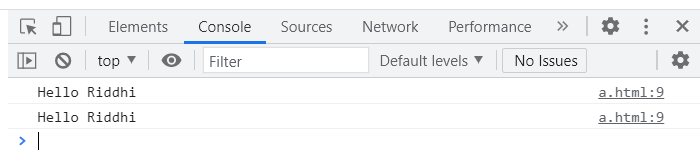 Elements Console Sources Network Performance »
top ▼ Filter Default levels ▼ No Issues
Hello Riddhi a.html:9
Hello Riddhi a.html:9
>